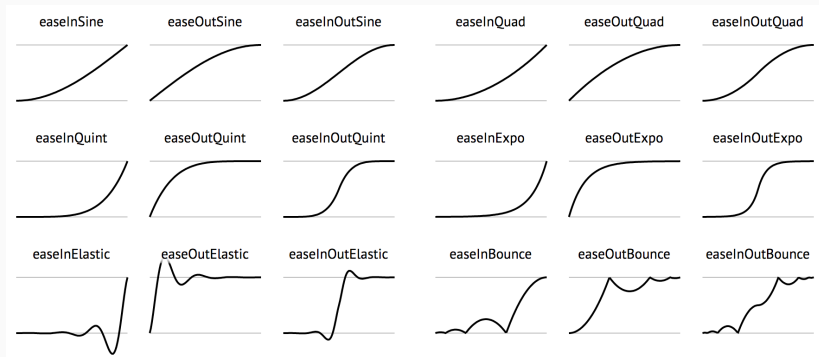 easeInSine easeOutSine easeInOutSine easeInQuad easeOutQuad easeInOutQuad
easeInQuint easeOutQuint easeInOutQuint easeInExpo easeOutExpo easeInOutExpo
easeInElastic easeOutElastic easeInOutElastic easeInBounce easeOutBounce easeInOutBounce